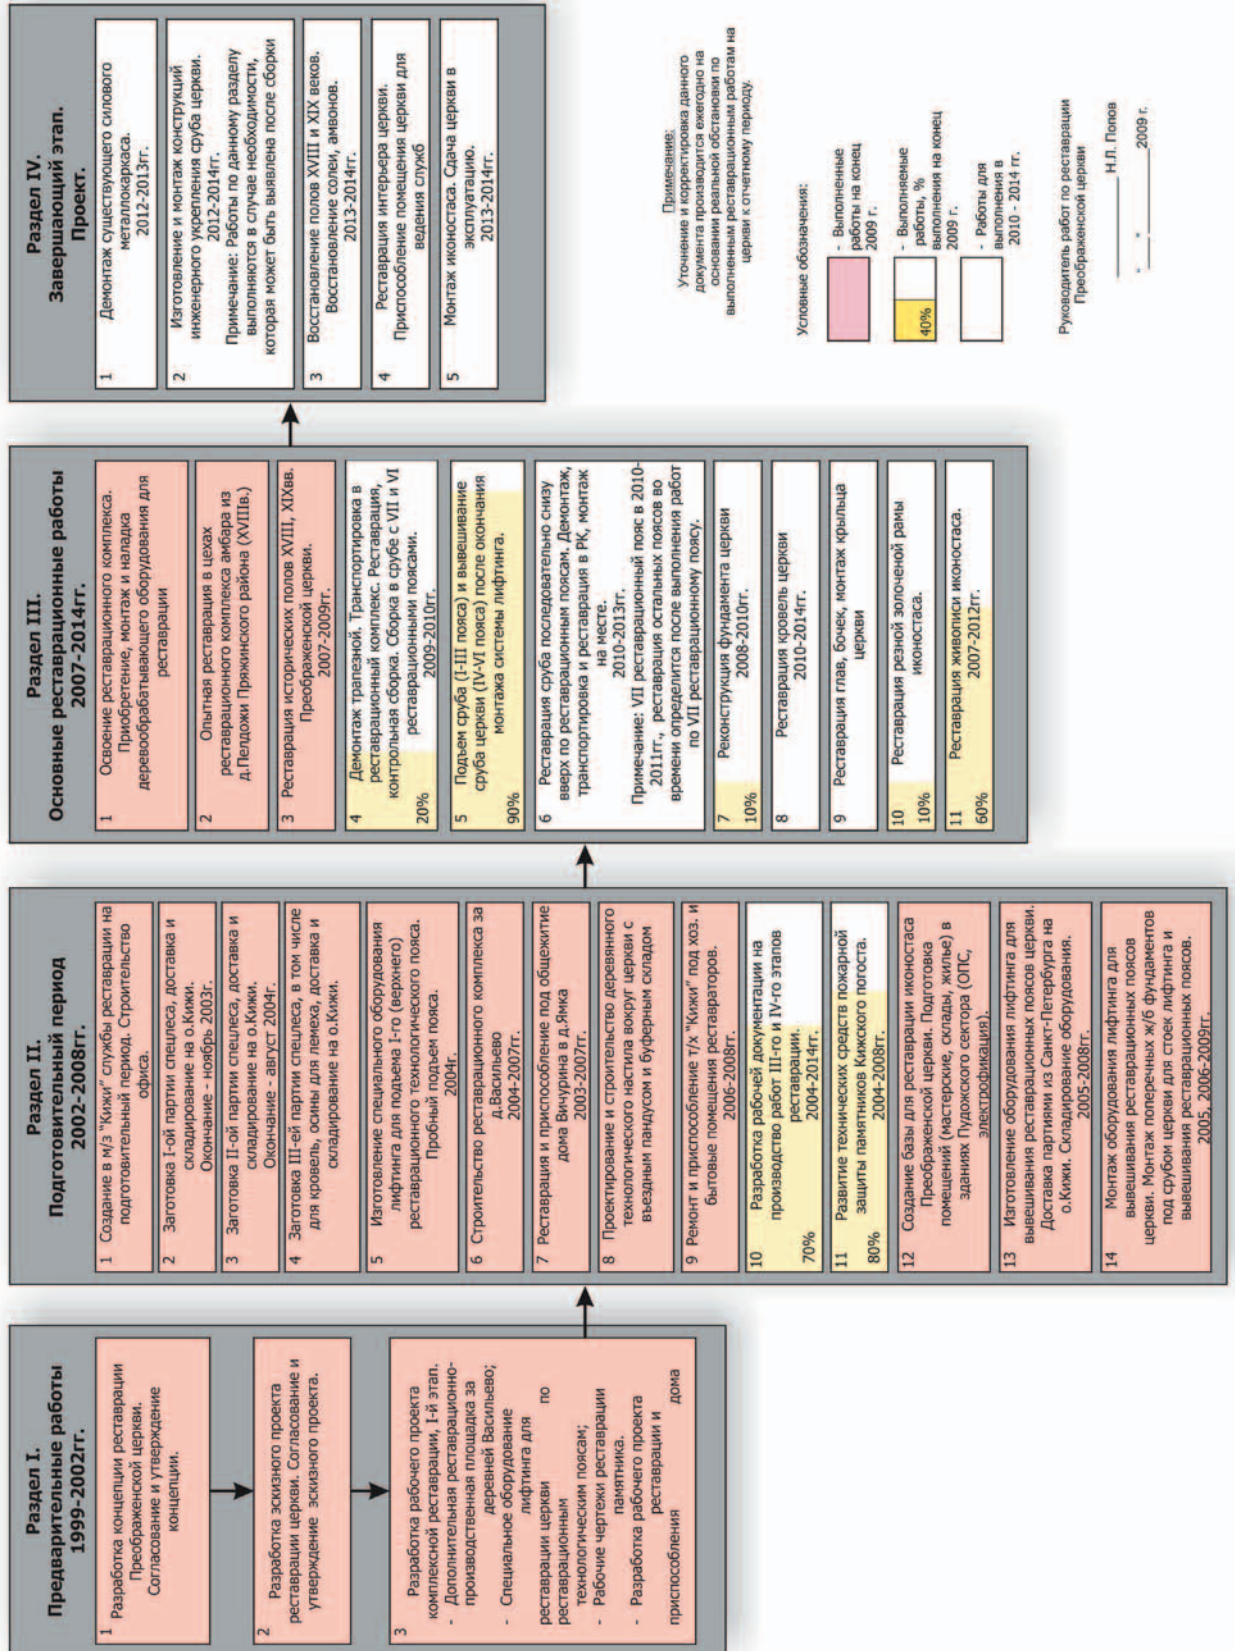 Раздел I.
Предварительные работы
1999-2002гг.
1
Разработка концепции реставрации
Преображенской церкви.
Согласование и утверждение
концепции.
2
Разработка эскизного проекта
реставрации церкви. Согласование и
утверждение эскизного проекта.
3
Разработка рабочего проекта
комплексной реставрации, I-й этап.
- Дополнительная реставрационно-
производственная площадка за
деревней Васильево;
- Специальное оборудование
лифтинга для
реставрации церкви по
реставрационным
технологическим поясам;
- Рабочие чертежи реставрации
памятника.
- Разработка рабочего проекта
реставрации и
приспособления дома
Раздел II.
Подготовительный период
2002-2008гг.
1 Создание в м/з "Кижи" службы реставрации на
подготовительный период. Строительство
офиса.
2 Заготовка I-ой партии спецлеса, доставка и
складирование на о.Кижи.
Окончание - ноябрь 2003г.
3 Заготовка II-ой партии спецлеса, доставка и
складирование на о.Кижи.
Окончание - август 2004г.
4 Заготовка III-ей партии спецлеса, в том числе
для кровель, осины для лемеха, доставка и
складирование на о.Кижи.
5 Изготовление специального оборудования
лифтинга для подъема I-го (верхнего)
реставрационного технологического пояса.
Пробный подъем пояса.
2004г.
6 Строительство реставрационного комплекса за
д.Васильево
2004-2007гг.
7 Реставрация и приспособление под общежитие
дома Вичурина в д.Ямка
2003-2007гг.
8 Проектирование и строительство деревянного
технологического настила вокруг церкви с
въездным пандусом и буферным складом
9 Ремонт и приспособление т/х "Кижи" под хоз. и
бытовые помещения реставраторов.
2006-2008гг.
10 Разработка рабочей документации на
производство работ III-го и IV-го этапов
реставрации.
70% 2004-2014гг.
11 Развитие технических средств пожарной
защиты памятников Кижского погоста.
80% 2004-2008гг.
12 Создание базы для реставрации иконостаса
Преображенской церкви. Подготовка
помещений (мастерские, склады, жилье) в
зданиях Пудожского сектора (ОПС,
электрофикация).
13 Изготовление оборудования лифтинга для
вывешивания реставрационных поясов церкви.
Доставка партиями из Санкт-Петербурга на
о.Кижи. Складирование оборудования.
2005-2008гг.
14 Монтаж оборудования лифтинга для
вывешивания реставрационных поясов
церкви. Монтаж поперечных ж/б фундаментов
под срубом церкви для стоек лифтинга и
вывешивания реставрационных поясов.
2005, 2006-2009гг.
Раздел III.
Основные реставрационные работы
2007-2014гг.
1 Освоение реставрационного комплекса.
Приобретение, монтаж и наладка
деревообрабатывающего оборудования для
реставрации
2 Опытная реставрация в цехах
реставрационного комплекса амбара из
д.Пелдожи Пряжинского района (XVIIIв.)
3 Реставрация исторических полов XVIII, XIXвв.
Преображенской церкви.
2007-2009гг.
4 Демонтаж трапезной. Транспортировка в
реставрационный комплекс. Реставрация,
контрольная сборка. Сборка в срубе с VII и VI
реставрационными поясами.
20% 2009-2010гг.
5 Подъем сруба (I-III пояса) и вывешивание
сруба церкви (IV-VI пояса) после окончания
монтажа системы лифтинга.
90%
6 Реставрация сруба последовательно снизу
вверх по реставрационным поясам. Демонтаж,
транспортировка и реставрация в РК, монтаж
на месте.
2010-2013гг.
Примечание: VII реставрационный пояс в 2010-
2011гг., реставрация остальных поясов во
времени определится после выполнения работ
по VII реставрационному поясу.
7 Реконструкция фундамента церкви
10% 2008-2010гг.
8 Реставрация кровель церкви
2010-2014гг.
9 Реставрация глав, бочек, монтаж крыльца
церкви
10 Реставрация резной золоченой рамы
10% иконостаса.
11 Реставрация живописи иконостаса.
60% 2007-2012гг.
Раздел IV.
Завершающий этап.
Проект.
1 Демонтаж существующего силового
металлокаркаса.
2012-2013гг.
2 Изготовление и монтаж конструкций
инженерного укрепления сруба церкви.
2012-2014гг.
Примечание: Работы по данному разделу
выполняются в случае необходимости,
которая может быть выявлена после сборки
3 Восстановление полов XVIII и XIX веков.
Восстановление солеи, амвонов.
2013-2014гг.
4 Реставрация интерьера церкви.
Приспособление помещения церкви для
ведения служб
5 Монтаж иконостаса. Сдача церкви в
эксплуатацию.
2013-2014гг.
Примечание:
Уточнение и корректировка данного
документа производится ежегодно на
основании реальной обстановки по
выполненным реставрационным работам на
церкви к отчетному периоду.
Условные обозначения:
- Выполненные
работы на конец
2009 г.
40%
- Выполняемые
работы, %
выполнения на конец
2009 г.
- Работы для
выполнения в
2010 - 2014 гг.
Руководитель работ по реставрации
Преображенской церкви
Н.Л. Попов
" " 2009 г.